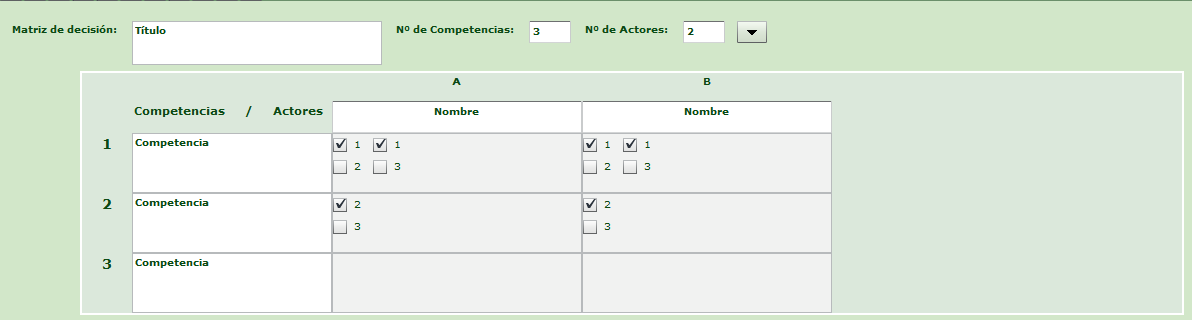 Matriz de decisión: Título Nº de Competencias: 3 Nº de Actores: 2
A B
Competencias / Actores Nombre Nombre
1 Competencia 1 1 1 1
2 3 2 3
2 Competencia 2 2
3 3
3 Competencia